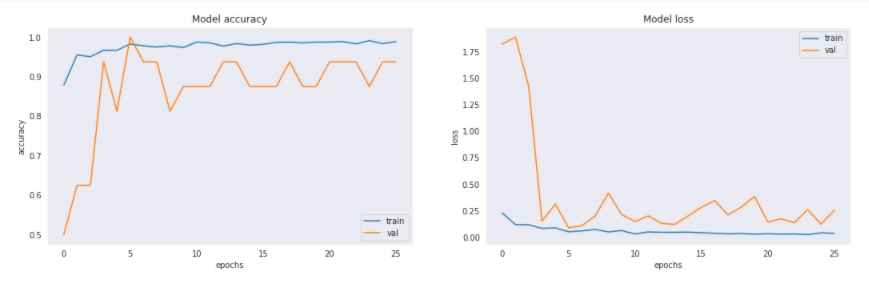 Model accuracy
1.0
0.9
0.8
0.7
0.6
0.5
accuracy
0 5 10 15 20 25
epochs
train
val
Model loss
1.75
1.50
1.25
1.00
0.75
0.50
0.25
0.00
loss
0 5 10 15 20 25
epochs
train
val